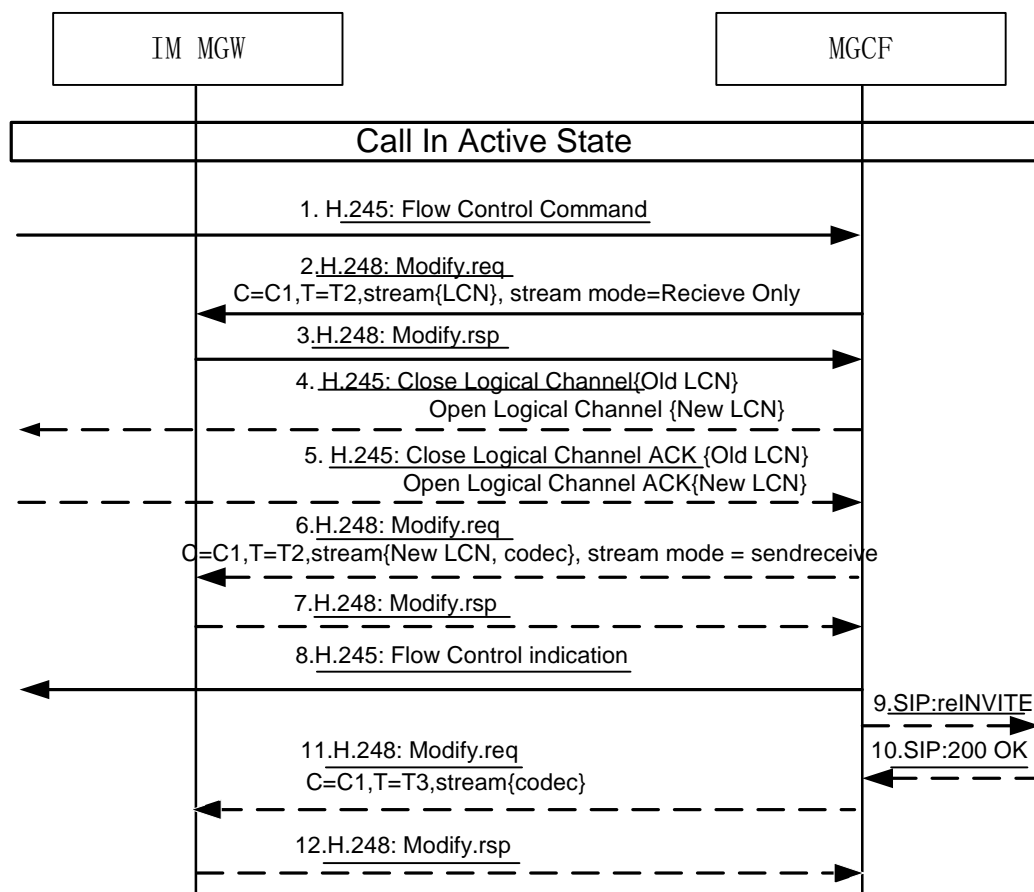 IM MGW
MGCF
Call In Active State
1. H.245: Flow Control Command
2.H.248: Modify.req
C=C1,T=T2,stream{LCN}, stream mode=Recieve Only
3.H.248: Modify.rsp
4. H.245: Close Logical Channel{Old LCN}
Open Logical Channel {New LCN}
5. H.245: Close Logical Channel ACK {Old LCN}
Open Logical Channel ACK{New LCN}
6.H.248: Modify.req
C=C1,T=T2,stream{New LCN, codec}, stream mode = sendreceive
7.H.248: Modify.rsp
8.H.245: Flow Control indication
9.SIP:reINVITE
10.SIP:200 OK
11.H.248: Modify.req
C=C1,T=T3,stream{codec}
12.H.248: Modify.rsp